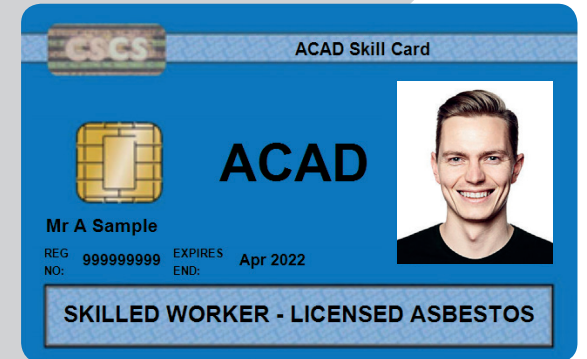 CSCS
ACAD Skill Card
ACAD
Mr A Sample
REG NO: 999999999 EXPIRES END: Apr 2022
SKILLED WORKER - LICENSED ASBESTOS